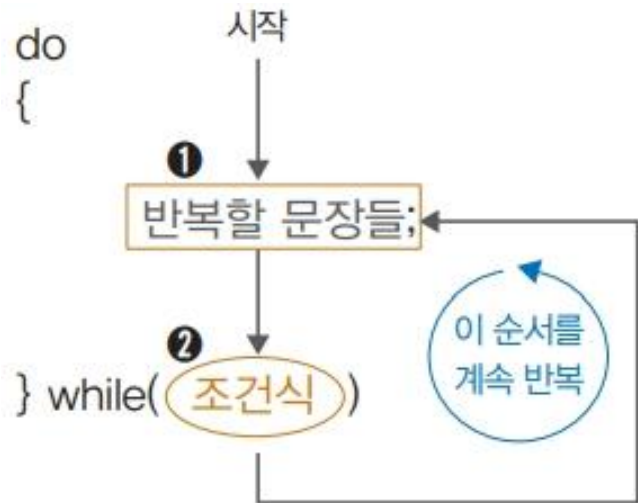 do
시작
{
❶
반복할 문장들;
이 순서를
계속 반복
❷
} while( 조건식 )